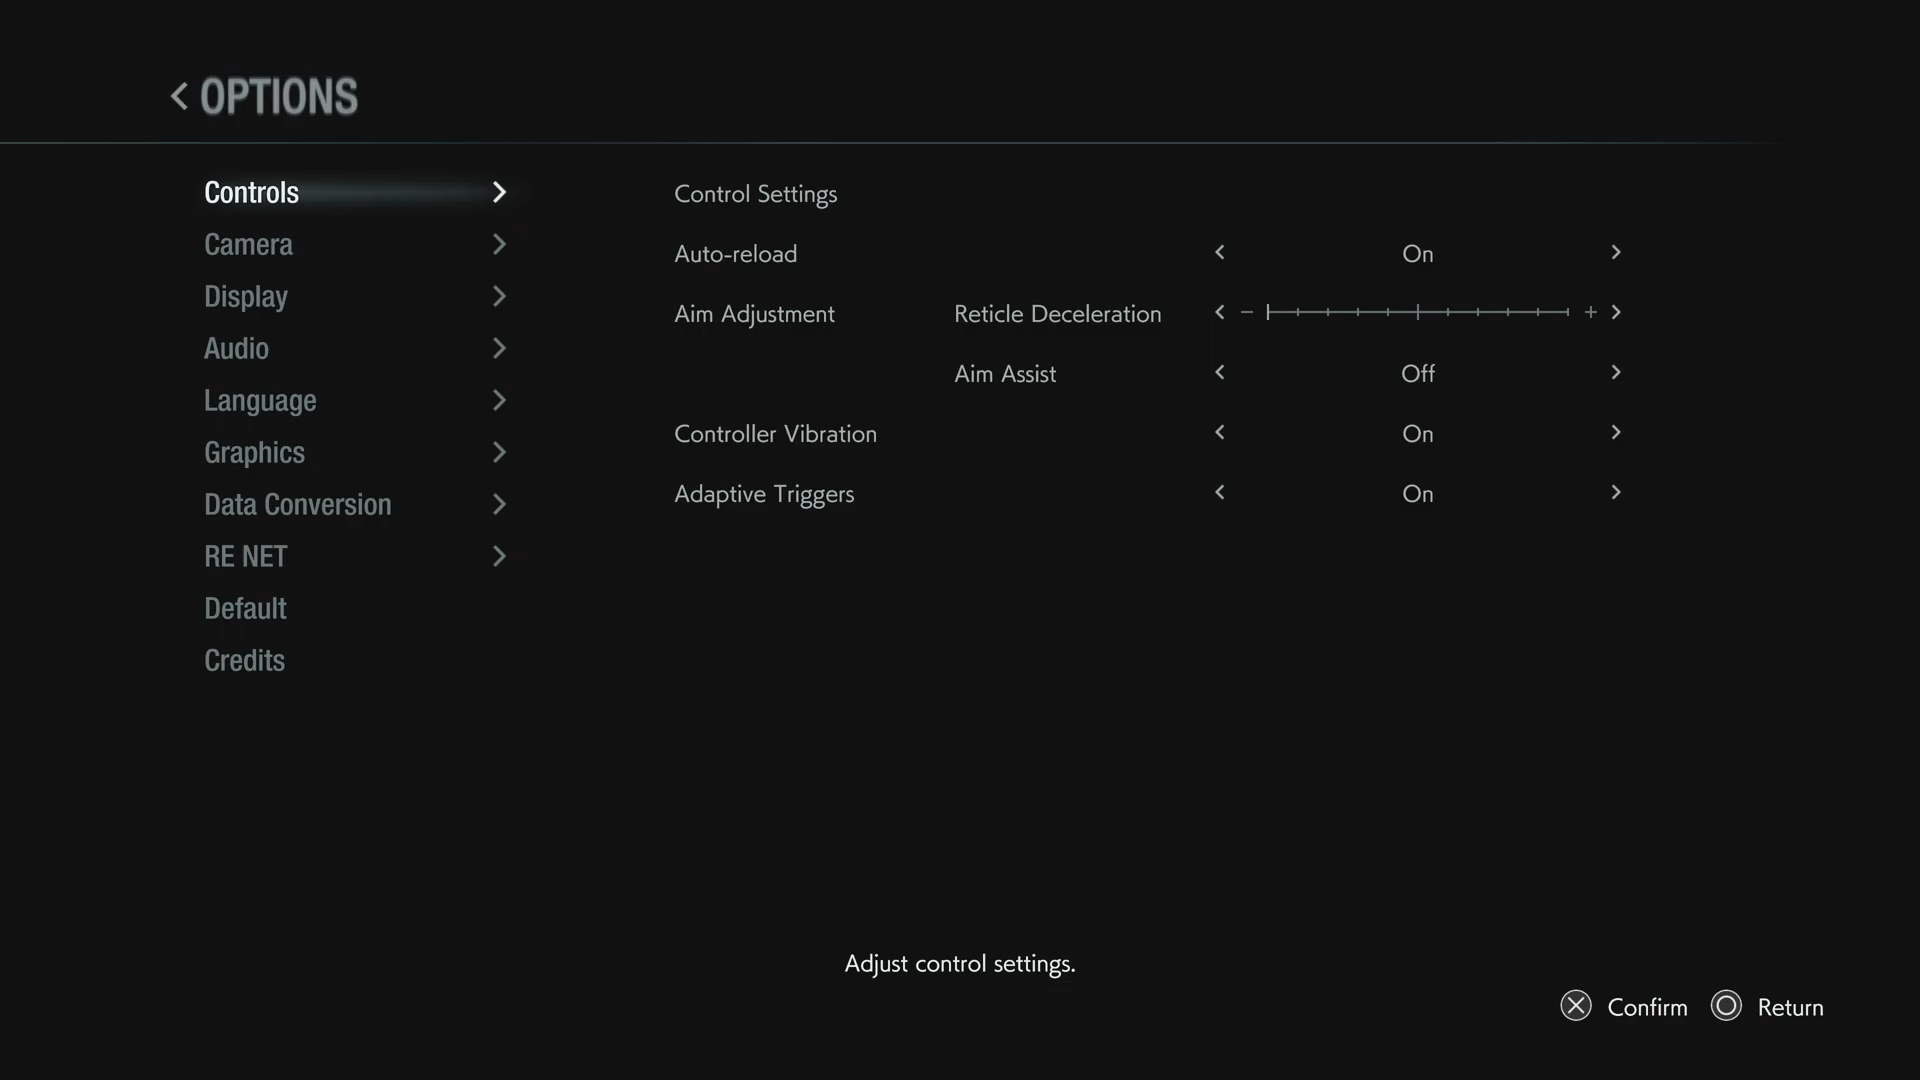 OPTIONS
Controls
Camera
Display
Audio
Language
Graphics
Data Conversion
RE NET
Default
Credits
Control Settings
Auto-reload On
Aim Adjustment Reticle Deceleration − +
Aim Assist Off
Controller Vibration On
Adaptive Triggers On
Adjust control settings.
Confirm Return